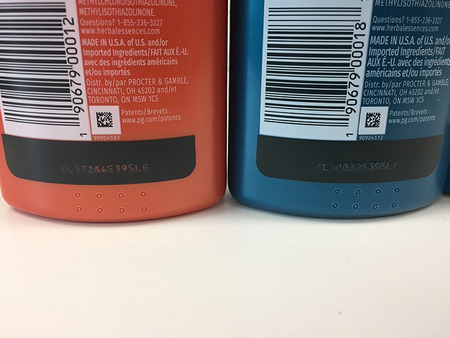 METHYLCHLOROISOTHIAZOLINONE,
METHYLISOTHIAZOLINONE.
Questions? 1-855-236-3327
www.herbalessences.com
MADE IN U.S.A. of U.S. and/or
Imported Ingredients/FAIT AUX É.-U.
avec des ingrédients américains
et/ou importés
Distr. by/par PROCTER & GAMBLE,
CINCINNATI, OH 45202 and/et
TORONTO, ON M5W 1C5
Patents/Brevets :
www.pg.com/patents
1 90679 00012
90904583
METHYLISOTHIAZOLINONE.
Questions? 1-855-236-3327
www.herbalessences.com
MADE IN U.S.A. of U.S. and/or
Imported Ingredients/FAIT AUX É.-U.
avec des ingrédients
américains et/ou importés
Distr. by/par PROCTER & GAMBLE,
CINCINNATI, OH 45202 and/et
TORONTO, ON M5W 1C5
Patents/Brevets :
www.pg.com/patents
1 90679 00018
90924512